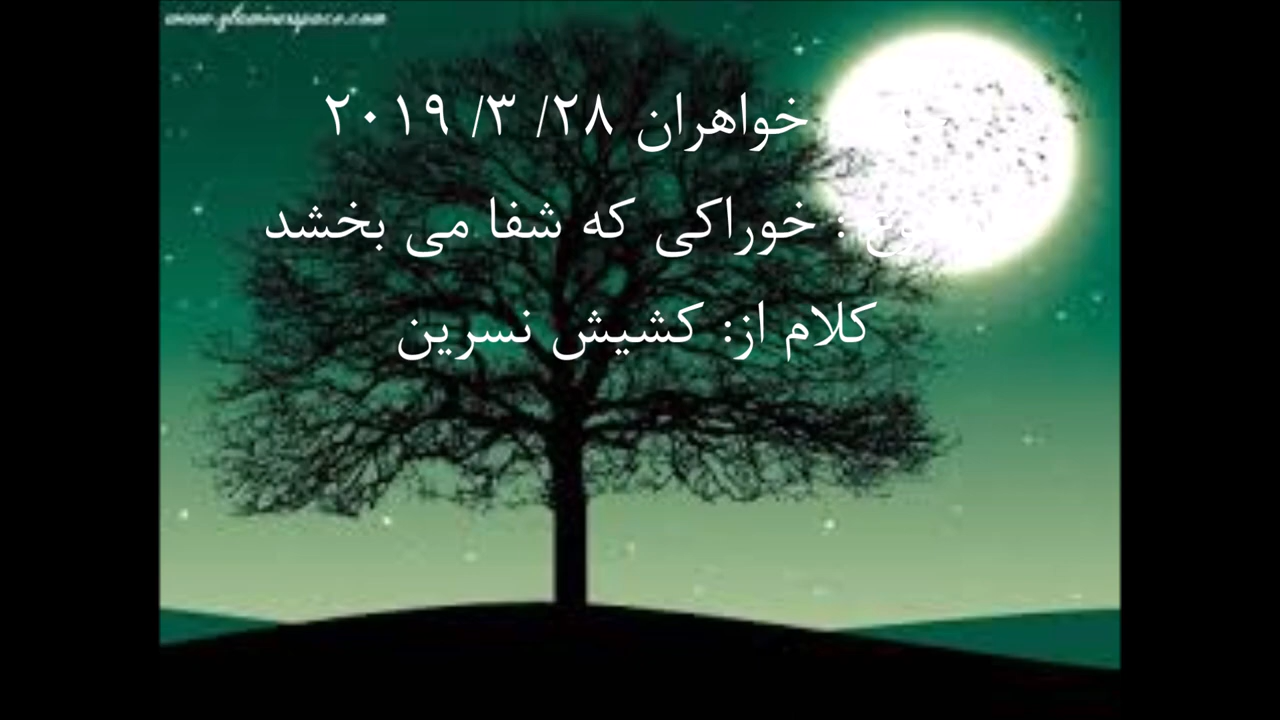 خواهران ۲۸/ ۳/ ۲۰۱۹
: خوراکی که شفا می بخشد
کلام از: کشیش نسرین